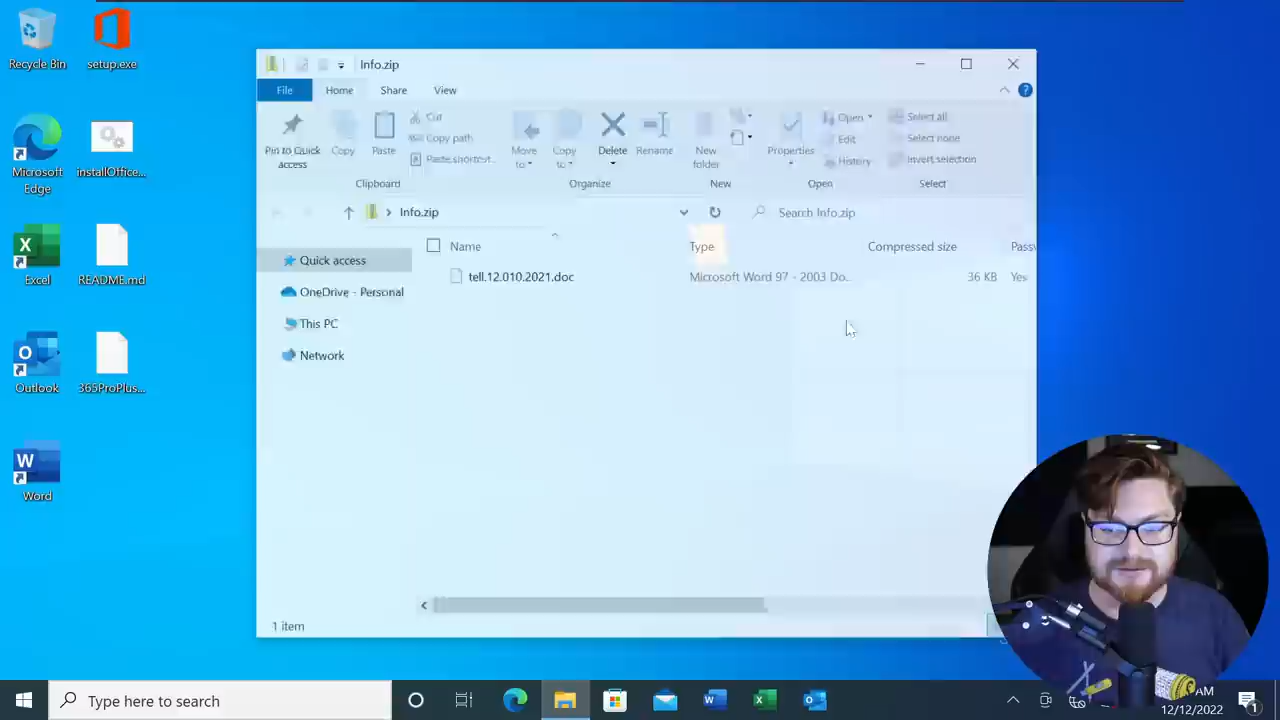 Recycle Bin
setup.exe
Microsoft
Edge
installOffice...
Excel
README.md
Outlook
365ProPlus...
Word
Info.zip
File
Home
Share
View
Pin to Quick
access
Copy
Paste
Cut
Copy path
Paste shortcut
Clipboard
Move
to
Copy
to
Delete
Rename
Organize
New
folder
New
Properties
Open
Edit
History
Open
Select all
Select none
Invert selection
Select
Info.zip
Search Info.zip
Name
Type
Compressed size
Passw
Quick access
OneDrive - Personal
This PC
Network
tell.12.010.2021.doc
Microsoft Word 97 - 2003 Do...
36 KB
Yes
1 item
Type here to search
AM
12/12/2022
1